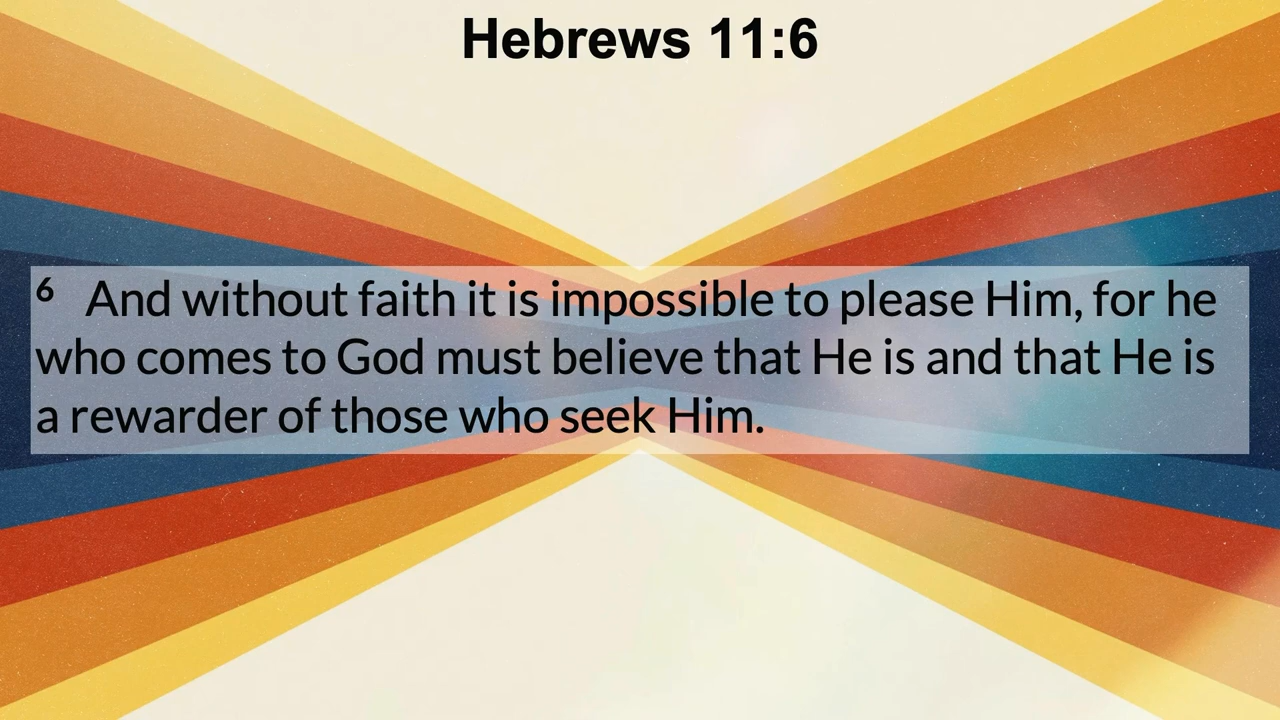 Hebrews 11:6
6 And without faith it is impossible to please Him, for he
who comes to God must believe that He is and that He is
a rewarder of those who seek Him.